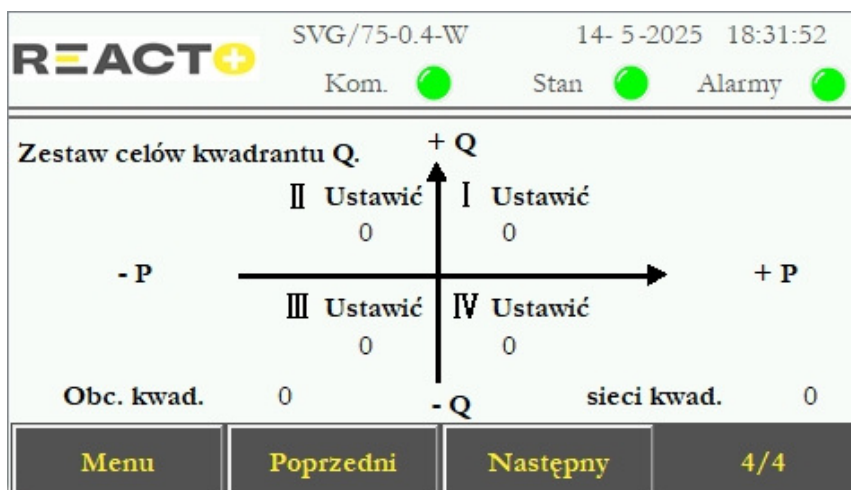 REACT+
SVG/75-0.4-W 14- 5-2025 18:31:52
Kom. Stan Alarmy
Zestaw celów kwadrantu Q.
+ Q
II Ustawić I Ustawić
0 0
- P + P
III Ustawić IV Ustawić
0 0
Obc. kwad. 0 - Q sieci kwad. 0
Menu Poprzedni Następny 4/4